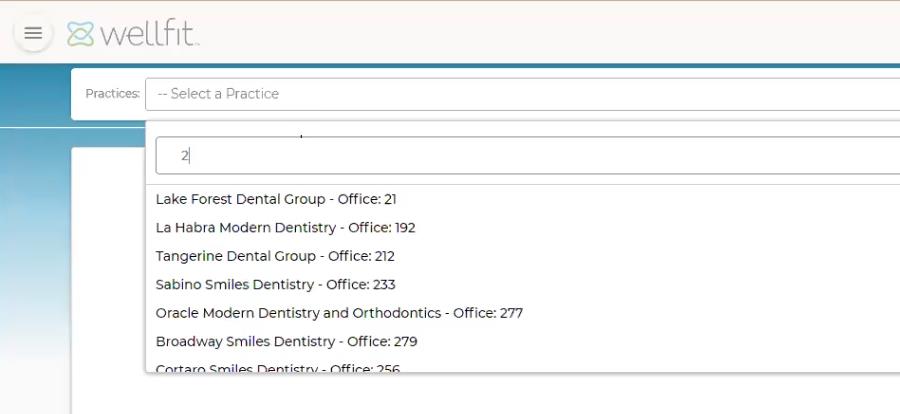 wellfit
Practices: -- Select a Practice
2
Lake Forest Dental Group - Office: 21
La Habra Modern Dentistry - Office: 192
Tangerine Dental Group - Office: 212
Sabino Smiles Dentistry - Office: 233
Oracle Modern Dentistry and Orthodontics - Office: 277
Broadway Smiles Dentistry - Office: 279
Cortaro Smiles Dentistry - Office: 256